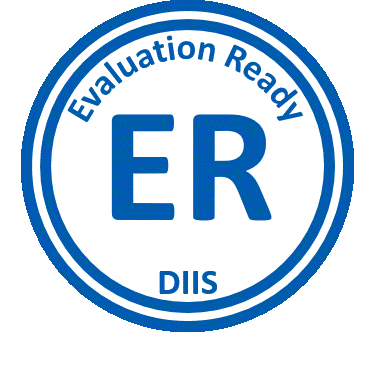 Evaluation Ready
ER
DIIS